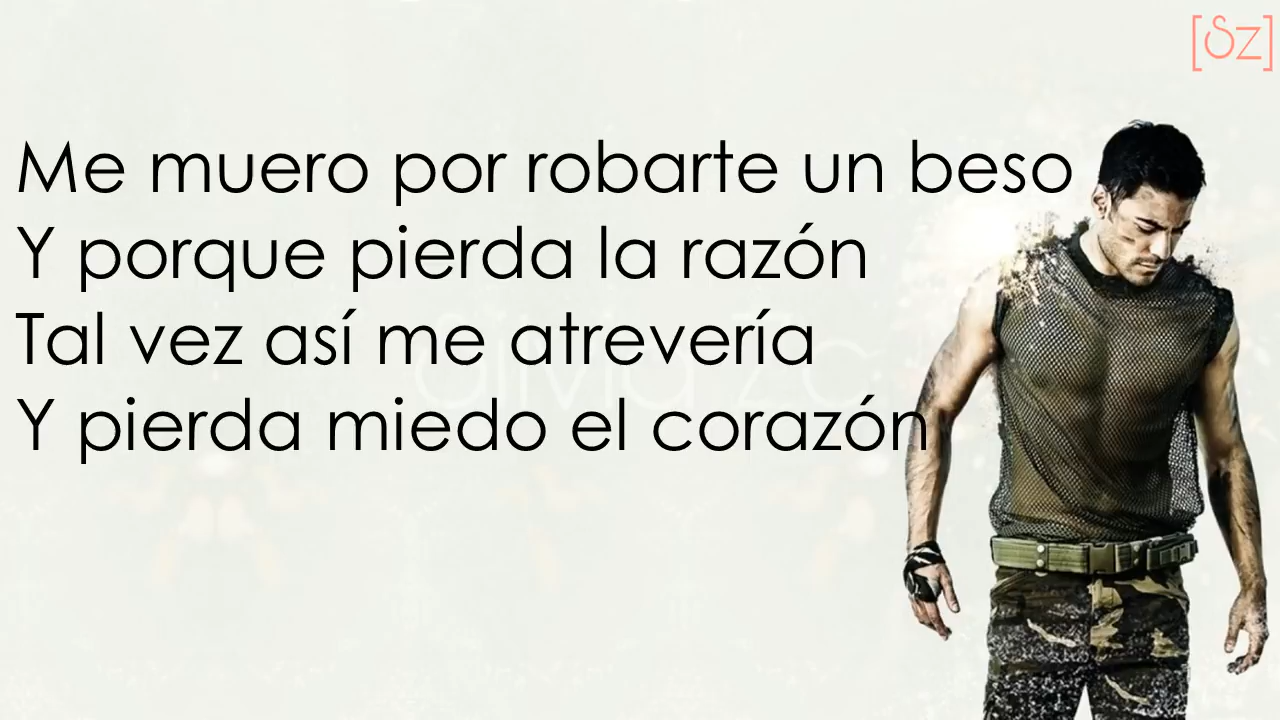 [SZ]
Me muero por robarte un beso
Y porque pierda la razón
Tal vez así me atrevería
Y pierda miedo el corazón